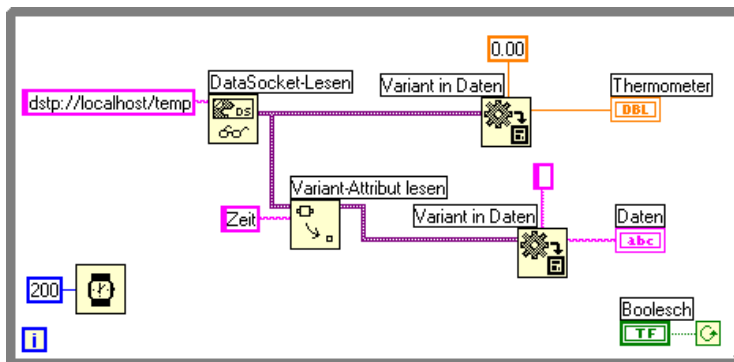 0.00
DataSocket-Lesen
Variant in Daten
Thermometer
dstp://localhost/temp
DS
DBL
Variant-Attribut lesen
Zeit
Variant in Daten
Daten
abc
200
Boolesch
TF
i